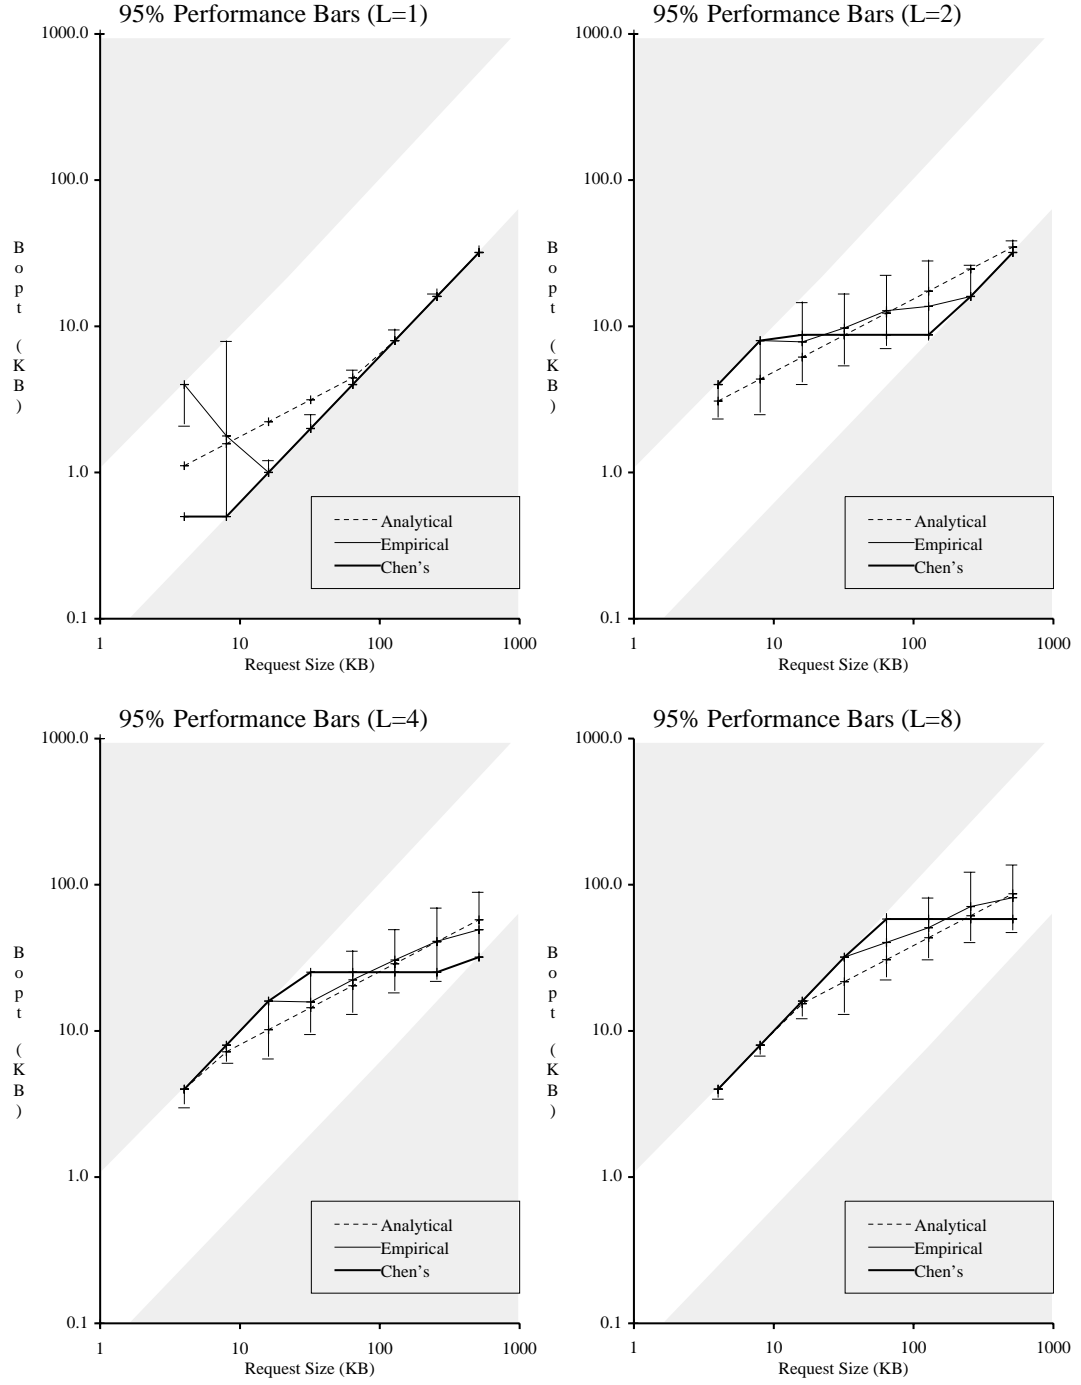 95% Performance Bars (L=1)
1000.0
100.0
10.0
1.0
0.1
B
o
p
t
(
K
B
)
Analytical
Empirical
Chen's
1
10
100
1000
Request Size (KB)
95% Performance Bars (L=2)
1000.0
100.0
10.0
1.0
0.1
B
o
p
t
(
K
B
)
Analytical
Empirical
Chen's
1
10
100
1000
Request Size (KB)
95% Performance Bars (L=4)
1000.0
100.0
10.0
1.0
0.1
B
o
p
t
(
K
B
)
Analytical
Empirical
Chen's
1
10
100
1000
Request Size (KB)
95% Performance Bars (L=8)
1000.0
100.0
10.0
1.0
0.1
B
o
p
t
(
K
B
)
Analytical
Empirical
Chen's
1
10
100
1000
Request Size (KB)